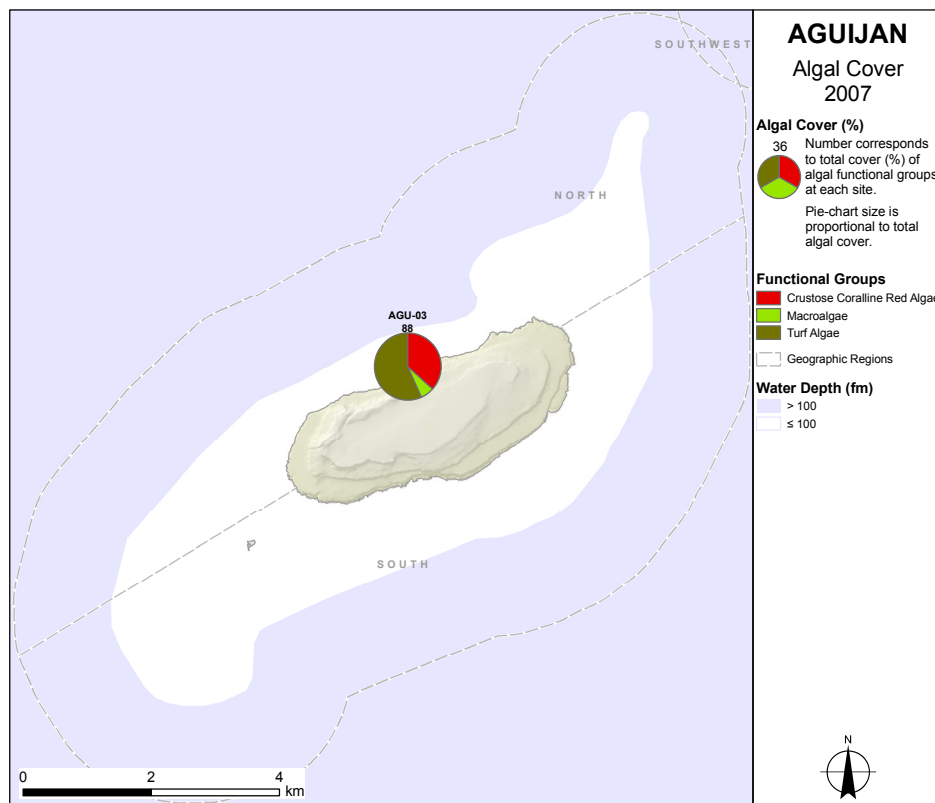 AGUIJAN
Algal Cover
2007
Algal Cover (%)
36
Number corresponds
to total cover (%) of
algal functional groups
at each site.
Pie-chart size is
proportional to total
algal cover.
Functional Groups
Crustose Coralline Red Algae
Macroalgae
Turf Algae
Geographic Regions
Water Depth (fm)
> 100
≤ 100
SOUTHWEST
NORTH
AGU-03
88
SOUTH
0 2 4
km
N